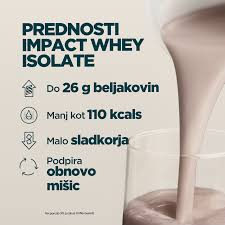 PREDNOSTI
IMPACT WHEY
ISOLATE
Do 26 g beljakovin
Manj kot 110 kcals
Malo sladkorja
Podpira
obnovo
mišic